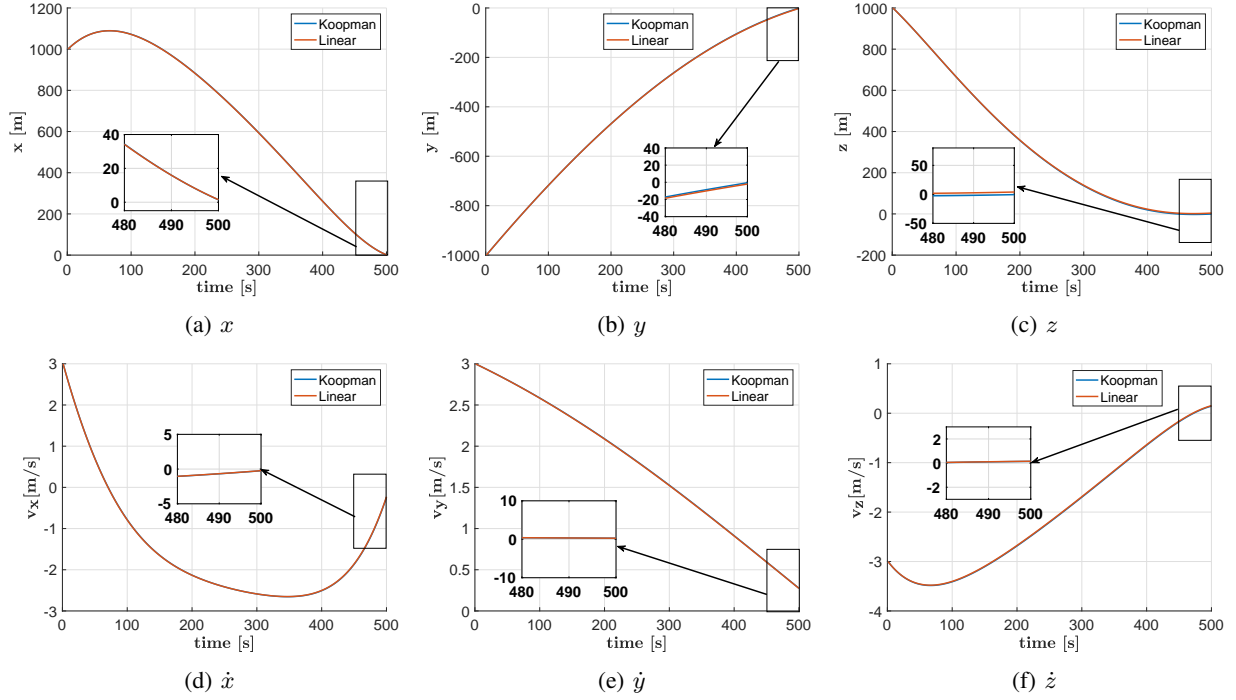 1200
1000
800
600
400
200
0
x [m]
Koopman
Linear
40
20
0
480 490 500
0 100 200 300 400 500
time [s]
(a) x
0
-200
-400
-600
-800
-1000
y [m]
Koopman
Linear
40
20
0
-20
-40
480 490 500
0 100 200 300 400 500
time [s]
(b) y
1000
800
600
400
200
0
-200
z [m]
Koopman
Linear
50
0
-50
480 490 500
0 100 200 300 400 500
time [s]
(c) z
3
2
1
0
-1
-2
-3
vx[m/s]
Koopman
Linear
5
0
-5
480 490 500
0 100 200 300 400 500
time [s]
(d) ẋ
3
2.5
2
1.5
1
0.5
0
vy[m/s]
Koopman
Linear
10
0
-10
480 490 500
0 100 200 300 400 500
time [s]
(e) ẏ
1
0
-1
-2
-3
-4
vz[m/s]
Koopman
Linear
2
0
-2
480 490 500
0 100 200 300 400 500
time [s]
(f) ż